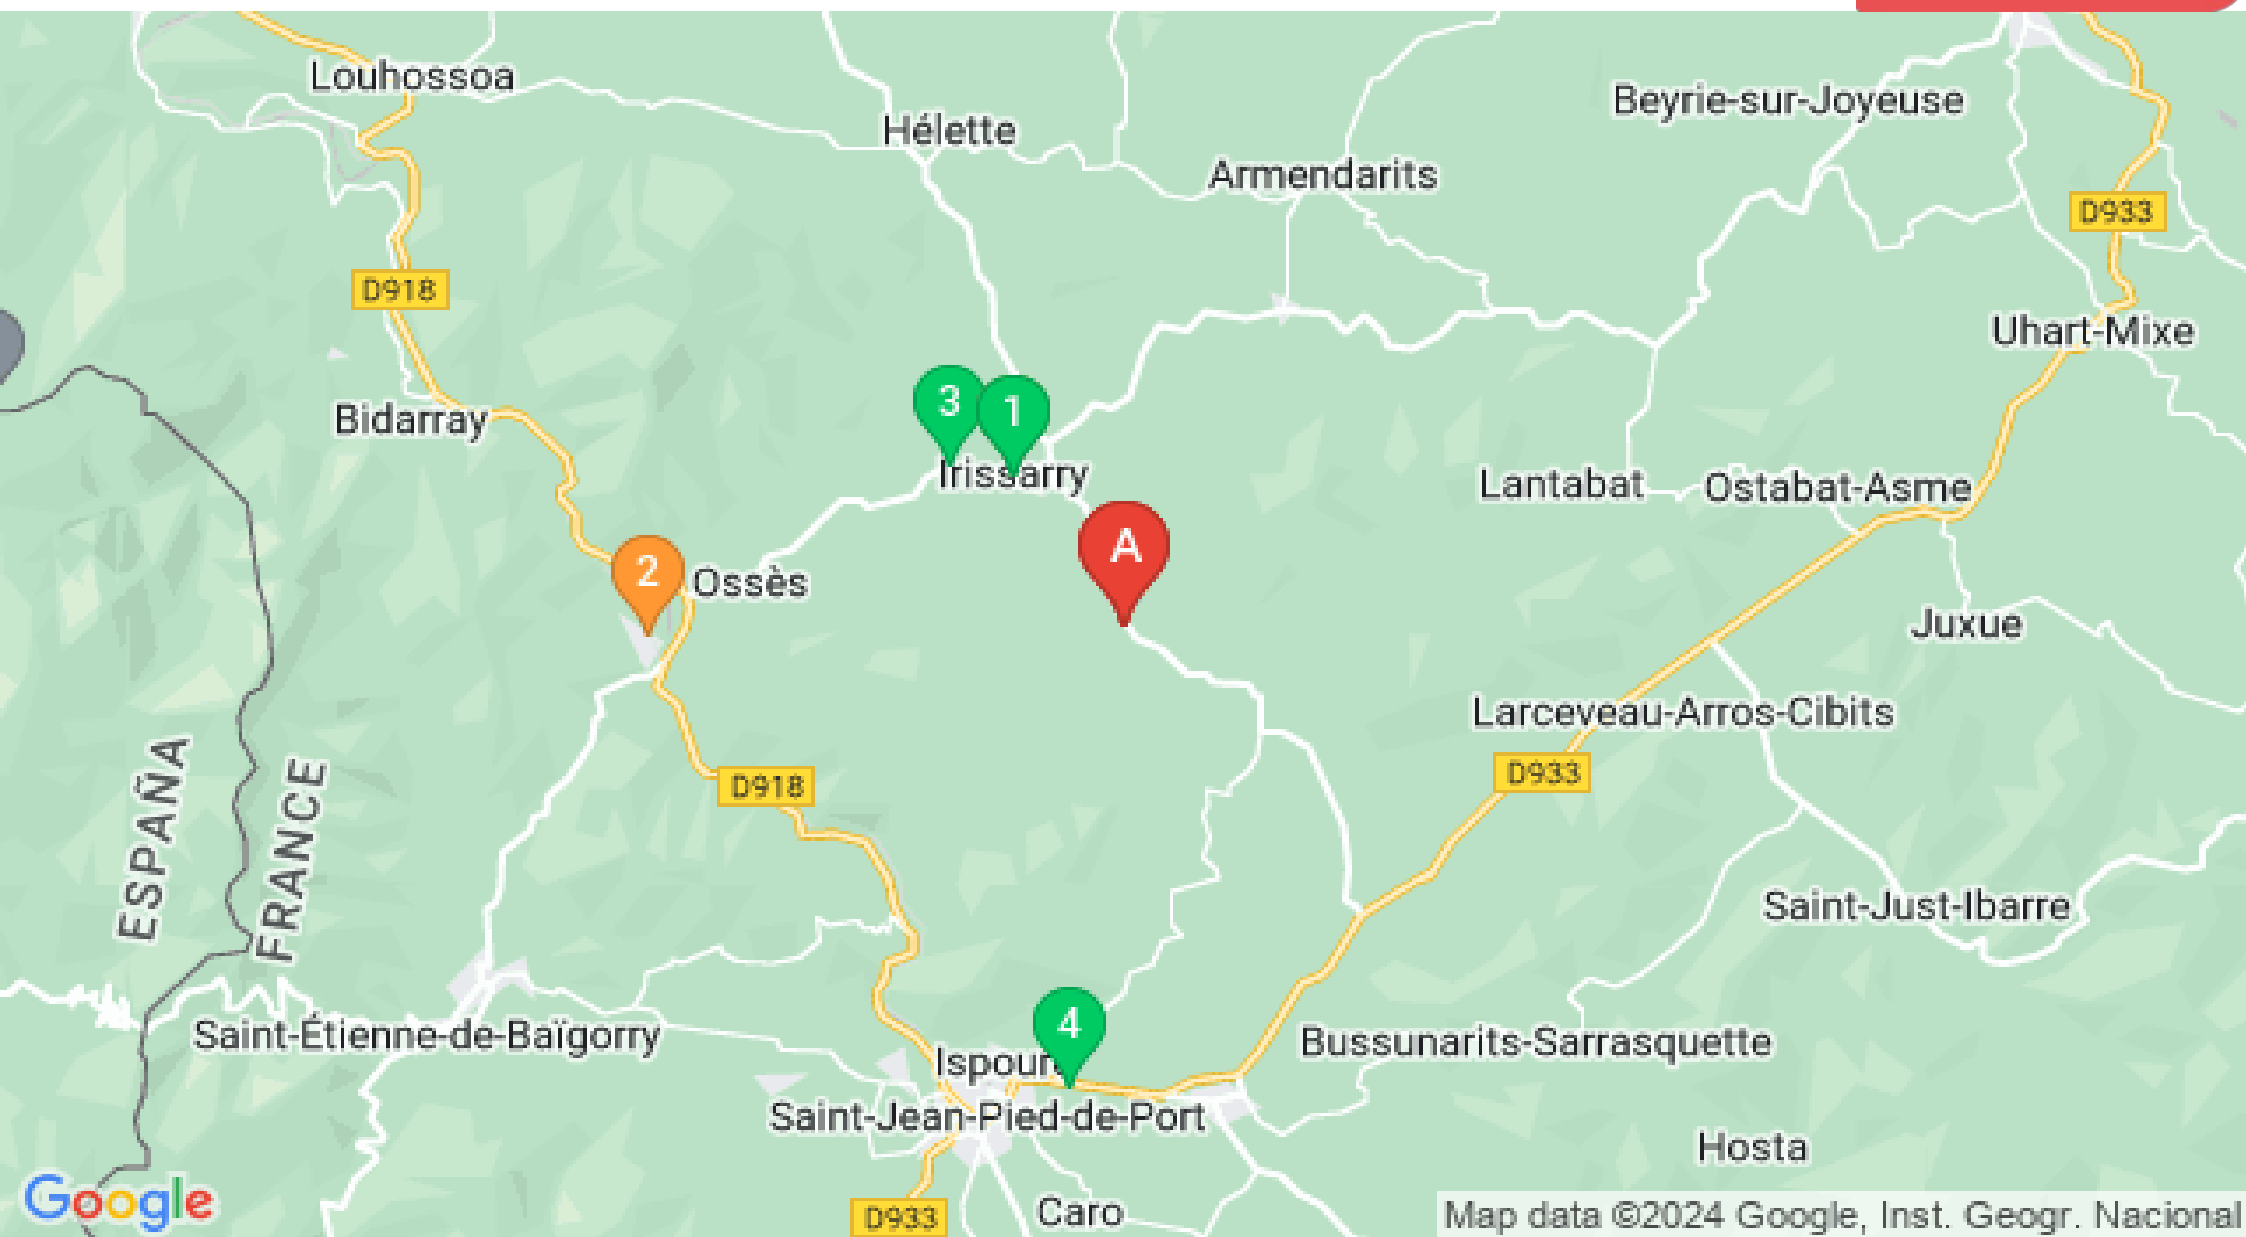 Louhossoa
Beyrie-sur-Joyeuse
Hélette
Armendarits
D933
D918
Uhart-Mixe
3
1
Bidarray
Irissarry
Lantabat
Ostabat-Asme
A
2
Ossès
Juxue
Larceveau-Arros-Cibits
D933
D918
ESPAÑA
FRANCE
Saint-Just-Ibarre
4
Saint-Étienne-de-Baïgorry
Ispoure
Bussunarits-Sarrasquette
Saint-Jean-Pied-de-Port
Hosta
Google
D933
Caro
Map data ©2024 Google, Inst. Geogr. Nacional